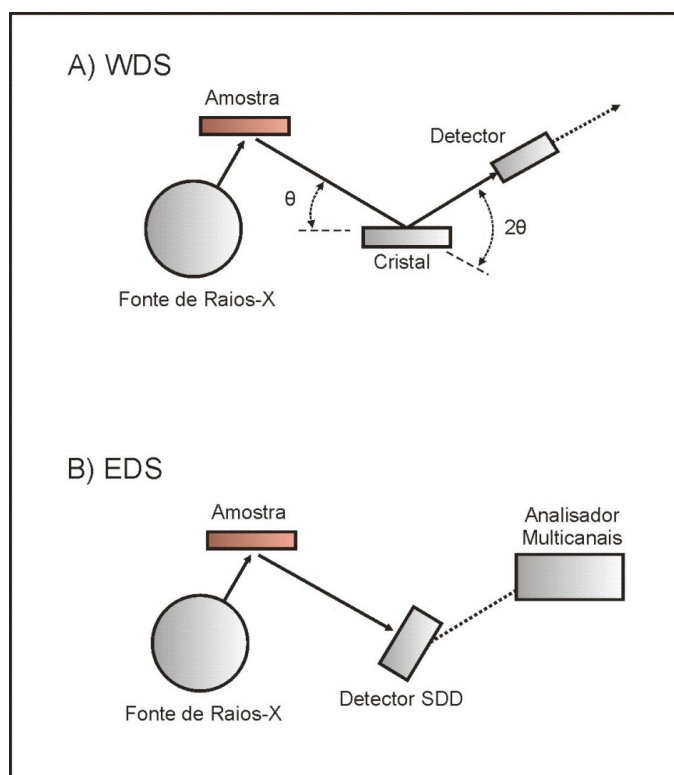 A) WDS
Amostra
Detector
θ
2θ
Cristal
Fonte de Raios-X
B) EDS
Amostra
Analisador
Multicanais
Detector SDD
Fonte de Raios-X